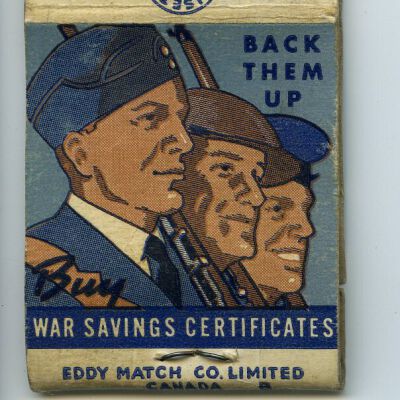 BACK
THEM
UP
Buy
WAR SAVINGS CERTIFICATES
EDDY MATCH CO. LIMITED
CANADA B